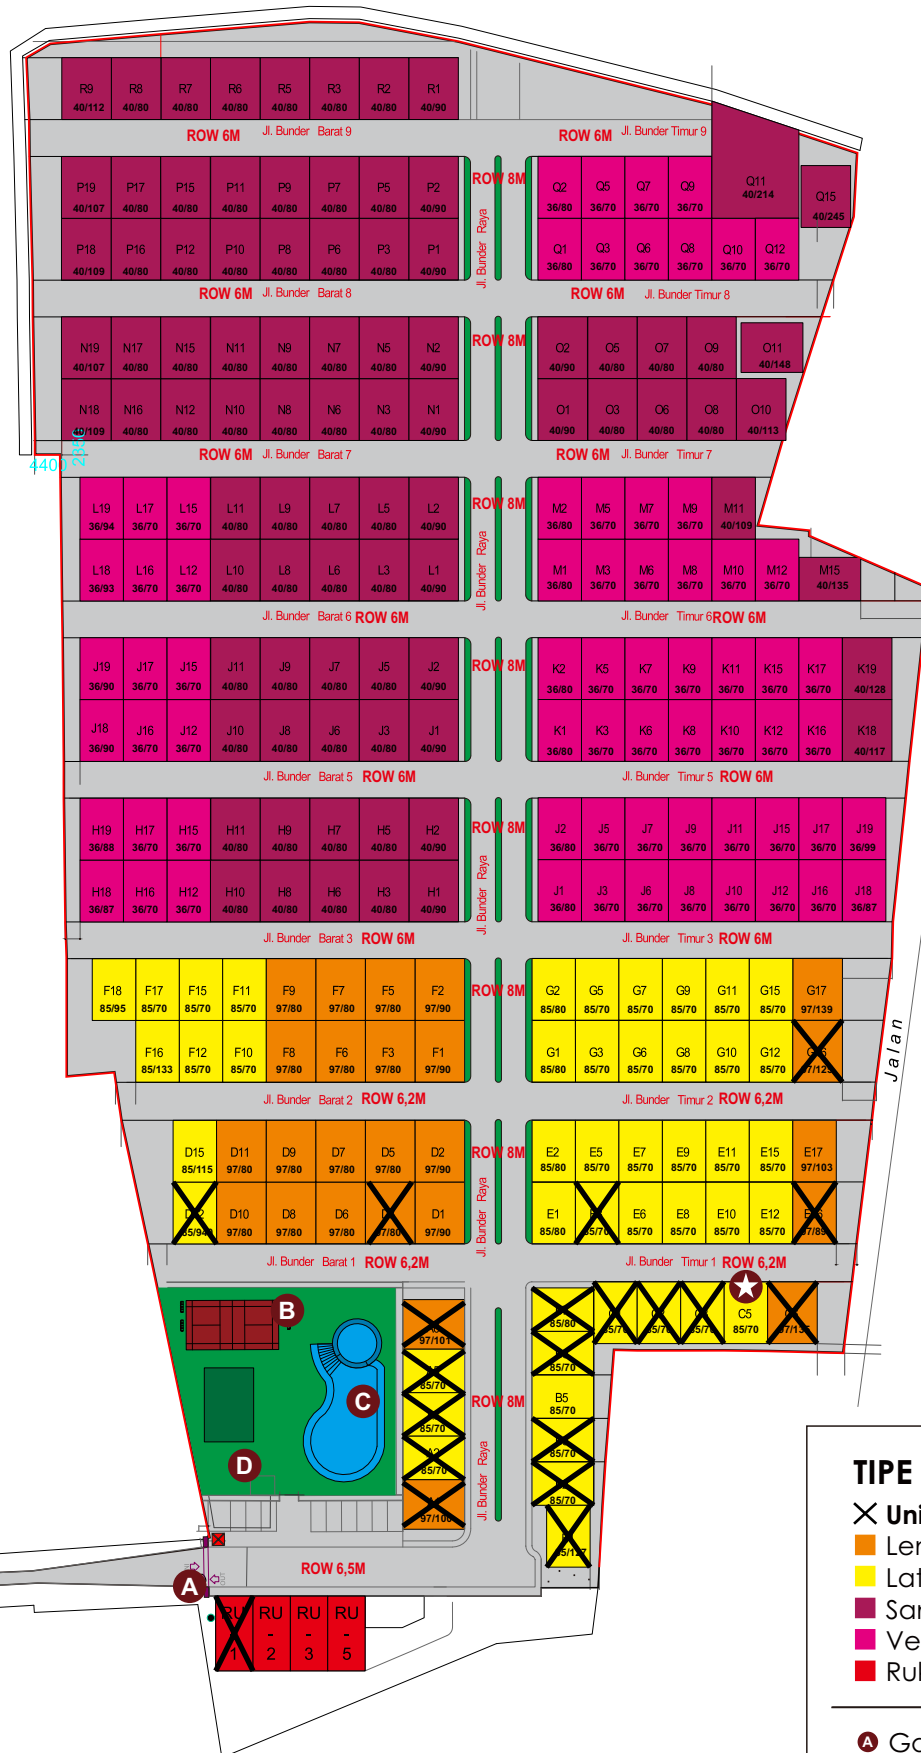 R9 R8 R7 R6 R5 R3 R2 R1
40/112 40/80 40/80 40/80 40/80 40/80 40/80 40/90
ROW 6M Jl. Bunder Barat 9 ROW 6M Jl. Bunder Timur 9
P19 P17 P15 P11 P9 P7 P5 P2 ROW 8M Q2 Q5 Q7 Q9 Q11 Q15
40/107 40/80 40/80 40/80 40/80 40/80 40/80 40/90 36/80 36/70 36/70 36/70 40/214 40/245
Jl. Bunder Raya
P18 P16 P12 P10 P8 P6 P3 P1 Q1 Q3 Q6 Q8 Q10 Q12
40/109 40/80 40/80 40/80 40/80 40/80 40/80 40/90 36/80 36/70 36/70 36/70 36/70 36/70
ROW 6M Jl. Bunder Barat 8 ROW 6M Jl. Bunder Timur 8
N19 N17 N15 N11 N9 N7 N5 N2 ROW 8M O2 O5 O7 O9 O11
40/107 40/80 40/80 40/80 40/80 40/80 40/80 40/90 40/90 40/80 40/80 40/80 40/148
N18 N16 N12 N10 N8 N6 N3 N1 O1 O3 O6 O8 O10
40/109 40/80 40/80 40/80 40/80 40/80 40/80 40/90 40/90 40/80 40/80 40/80 40/113
ROW 6M Jl. Bunder Barat 7 ROW 6M Jl. Bunder Timur 7
4400
L19 L17 L15 L11 L9 L7 L5 L2 ROW 8M M2 M5 M7 M9 M11
36/94 36/70 36/70 40/80 40/80 40/80 40/80 40/90 36/80 36/70 36/70 36/70 40/109
Jl. Bunder Raya
L18 L16 L12 L10 L8 L6 L3 L1 M1 M3 M6 M8 M10 M12 M15
36/93 36/70 36/70 40/80 40/80 40/80 40/80 40/90 36/80 36/70 36/70 36/70 36/70 36/70 40/135
Jl. Bunder Barat 6 ROW 6M Jl. Bunder Timur 6 ROW 6M
J19 J17 J15 J11 J9 J7 J5 J2 ROW 8M K2 K5 K7 K9 K11 K15 K17 K19
36/90 36/70 36/70 40/80 40/80 40/80 40/80 40/90 36/80 36/70 36/70 36/70 36/70 36/70 36/70 40/128
J18 J16 J12 J10 J8 J6 J3 J1 K1 K3 K6 K8 K10 K12 K16 K18
36/90 36/70 36/70 40/80 40/80 40/80 40/80 40/90 36/80 36/70 36/70 36/70 36/70 36/70 36/70 40/117
Jl. Bunder Barat 5 ROW 6M Jl. Bunder Timur 5 ROW 6M
H19 H17 H15 H11 H9 H7 H5 H2 ROW 8M J2 J5 J7 J9 J11 J15 J17 J19
36/88 36/70 36/70 40/80 40/80 40/80 40/80 40/90 36/80 36/70 36/70 36/70 36/70 36/70 36/70 36/99
Jl. Bunder Raya
H18 H16 H12 H10 H8 H6 H3 H1 J1 J3 J6 J8 J10 J12 J16 J18
36/87 36/70 36/70 40/80 40/80 40/80 40/80 40/90 36/80 36/70 36/70 36/70 36/70 36/70 36/70 36/87
Jl. Bunder Barat 3 ROW 6M Jl. Bunder Timur 3 ROW 6M
F18 F17 F15 F11 F9 F7 F5 F2 ROW 8M G2 G5 G7 G9 G11 G15 G17
85/95 85/70 85/70 85/70 97/80 97/80 97/80 97/90 85/80 85/70 85/70 85/70 85/70 85/70 97/139
F16 F12 F10 F8 F6 F3 F1 G1 G3 G6 G8 G10 G12
85/133 85/70 85/70 97/80 97/80 97/80 97/90 85/80 85/70 85/70 85/70 85/70 85/70
Jalan
Jl. Bunder Barat 2 ROW 6,2M Jl. Bunder Timur 2 ROW 6,2M
D15 D11 D9 D7 D5 D2 ROW 8M E2 E5 E7 E9 E11 E15 E17
85/115 97/80 97/80 97/80 97/80 97/90 85/80 85/70 85/70 85/70 85/70 85/70 97/103
Jl. Bunder Raya
D10 D8 D6 D1 E1 E6 E8 E10 E12
97/80 97/80 97/80 97/80 97/90 85/80 85/70 85/70 85/70 85/70 85/70
Jl. Bunder Barat 1 ROW 6,2M Jl. Bunder Timur 1 ROW 6,2M
B
85/80 85/70 85/70 85/70 C5
85/70
97/101
85/70 85/70
C ROW 8M B5
85/70
85/70
85/70 85/70
D
Jl. Bunder Raya
85/70
97/100
ROW 6,5M
OUT
A
RU RU RU RU
- - -
1 2 3 5
TIPE
Uni
Ler
Lat
Sar
Ve
Ruk
A Ga